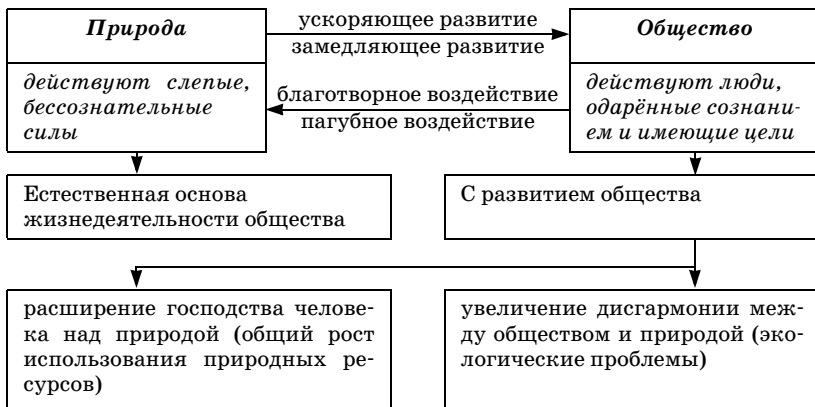 Природа
ускоряющее развитие
замедляющее развитие
Общество
действуют слепые,
бессознательные
силы
благотворное воздействие
пагубное воздействие
действуют люди,
одарённые сознани-
ем и имеющие цели
Естественная основа
жизнедеятельности общества
С развитием общества
расширение господства челове-
ка над природой (общий рост
использования природных ре-
сурсов)
увеличение дисгармонии меж-
ду обществом и природой (эко-
логические проблемы)